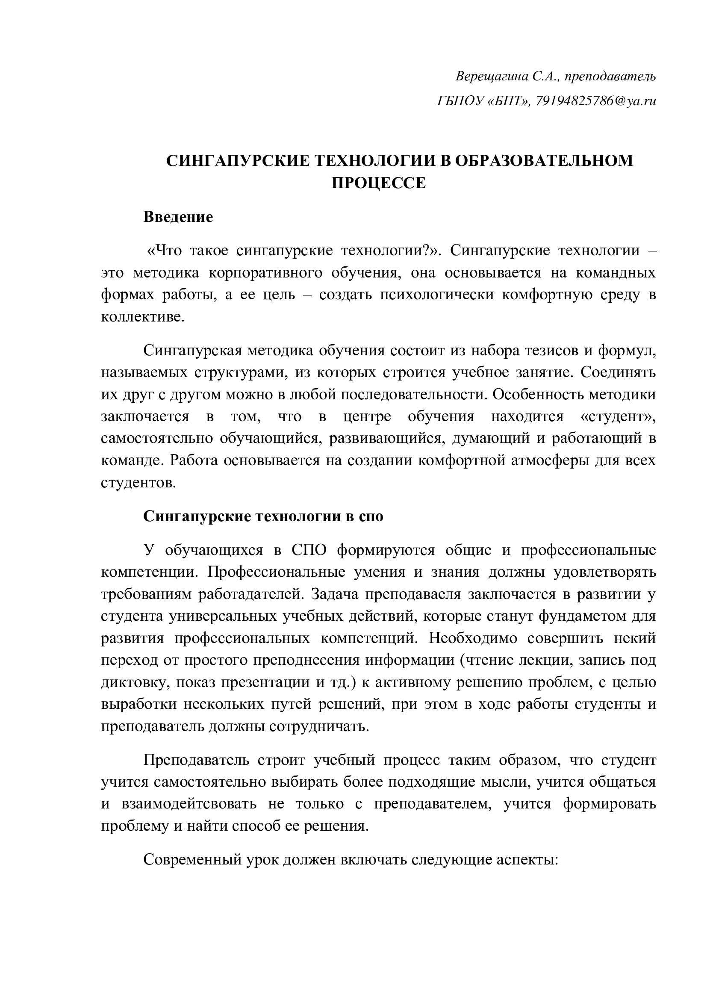 Верещагина С.А., преподаватель
ГБПОУ «БПТ», 79194825786@ya.ru
СИНГАПУРСКИЕ ТЕХНОЛОГИИ В ОБРАЗОВАТЕЛЬНОМ
ПРОЦЕССЕ
Введение
«Что такое сингапурские технологии?». Сингапурские технологии –
это методика корпоративного обучения, она основывается на командных
формах работы, а ее цель – создать психологически комфортную среду в
коллективе.
Сингапурская методика обучения состоит из набора тезисов и формул,
называемых структурами, из которых строится учебное занятие. Соединять
их друг с другом можно в любой последовательности. Особенность методики
заключается в том, что в центре обучения находится «студент»,
самостоятельно обучающийся, развивающийся, думающий и работающий в
команде. Работа основывается на создании комфортной атмосферы для всех
студентов.
Сингапурские технологии в спо
У обучающихся в СПО формируются общие и профессиональные
компетенции. Профессиональные умения и знания должны удовлетворять
требованиям работадателей. Задача преподаваеля заключается в развитии у
студента универсальных учебных действий, которые станут фундаметом для
развития профессиональных компетенций. Необходимо совершить некий
переход от простого преподнесения информации (чтение лекции, запись под
диктовку, показ презентации и тд.) к активному решению проблем, с целью
выработки нескольких путей решений, при этом в ходе работы студенты и
преподаватель должны сотрудничать.
Преподаватель строит учебный процесс таким образом, что студент
учится самостоятельно выбирать более подходящие мысли, учится общаться
и взаимодейтсвовать не только с преподавателем, учится формировать
проблему и найти способ ее решения.
Современный урок должен включать следующие аспекты: